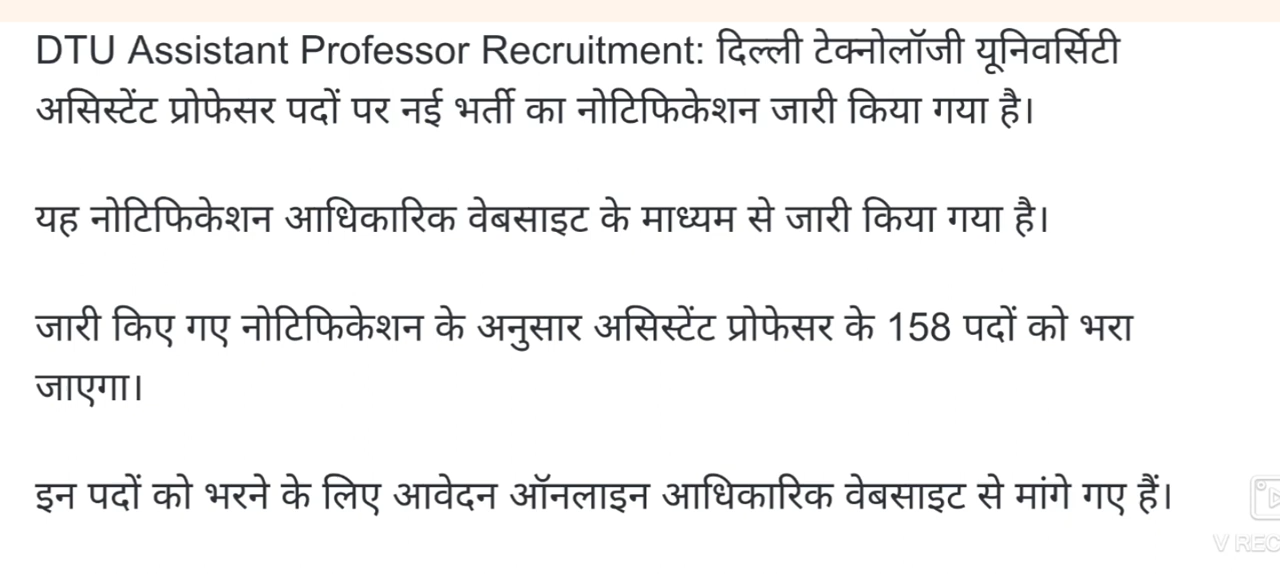 DTU Assistant Professor Recruitment: दिल्ली टेक्नोलॉजी यूनिवर्सिटी
असिस्टेंट प्रोफेसर पदों पर नई भर्ती का नोटिफिकेशन जारी किया गया है।
यह नोटिफिकेशन आधिकारिक वेबसाइट के माध्यम से जारी किया गया है।
जारी किए गए नोटिफिकेशन के अनुसार असिस्टेंट प्रोफेसर के 158 पदों को भरा
जाएगा।
इन पदों को भरने के लिए आवेदन ऑनलाइन आधिकारिक वेबसाइट से मांगे गए हैं।
V REC